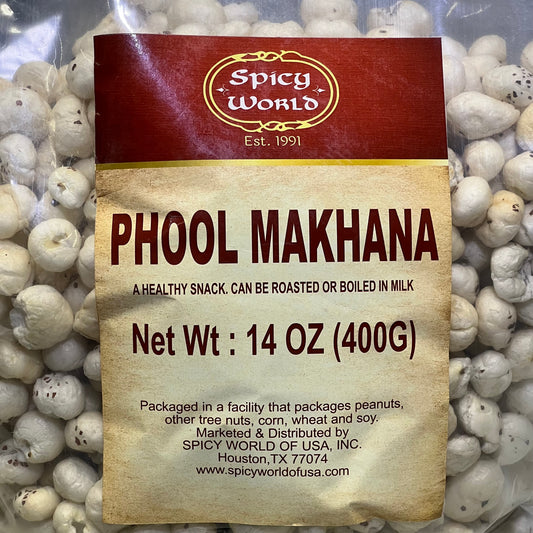 Spicy
World
Est. 1991
PHOOL MAKHANA
A HEALTHY SNACK. CAN BE ROASTED OR BOILED IN MILK
Net Wt : 14 OZ (400G)
Packaged in a facility that packages peanuts,
other tree nuts, corn, wheat and soy.
Marketed & Distributed by
SPICY WORLD OF USA, INC.
Houston,TX 77074
www.spicyworldofusa.com